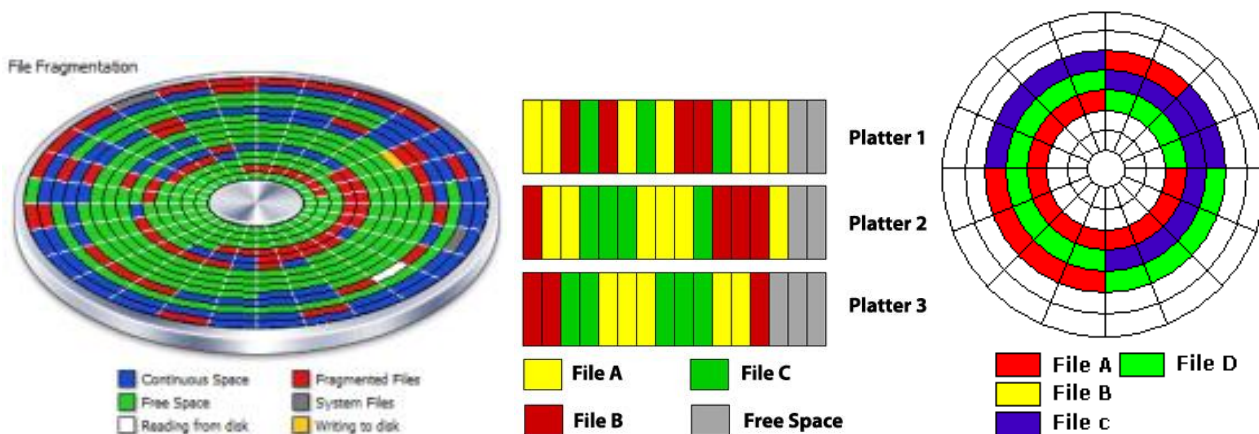 File Fragmentation
Continuous Space
Fragmented Files
Free Space
System Files
Reading from disk
Writing to disk
Platter 1
Platter 2
Platter 3
File A
File C
File B
Free Space
File A
File D
File B
File c